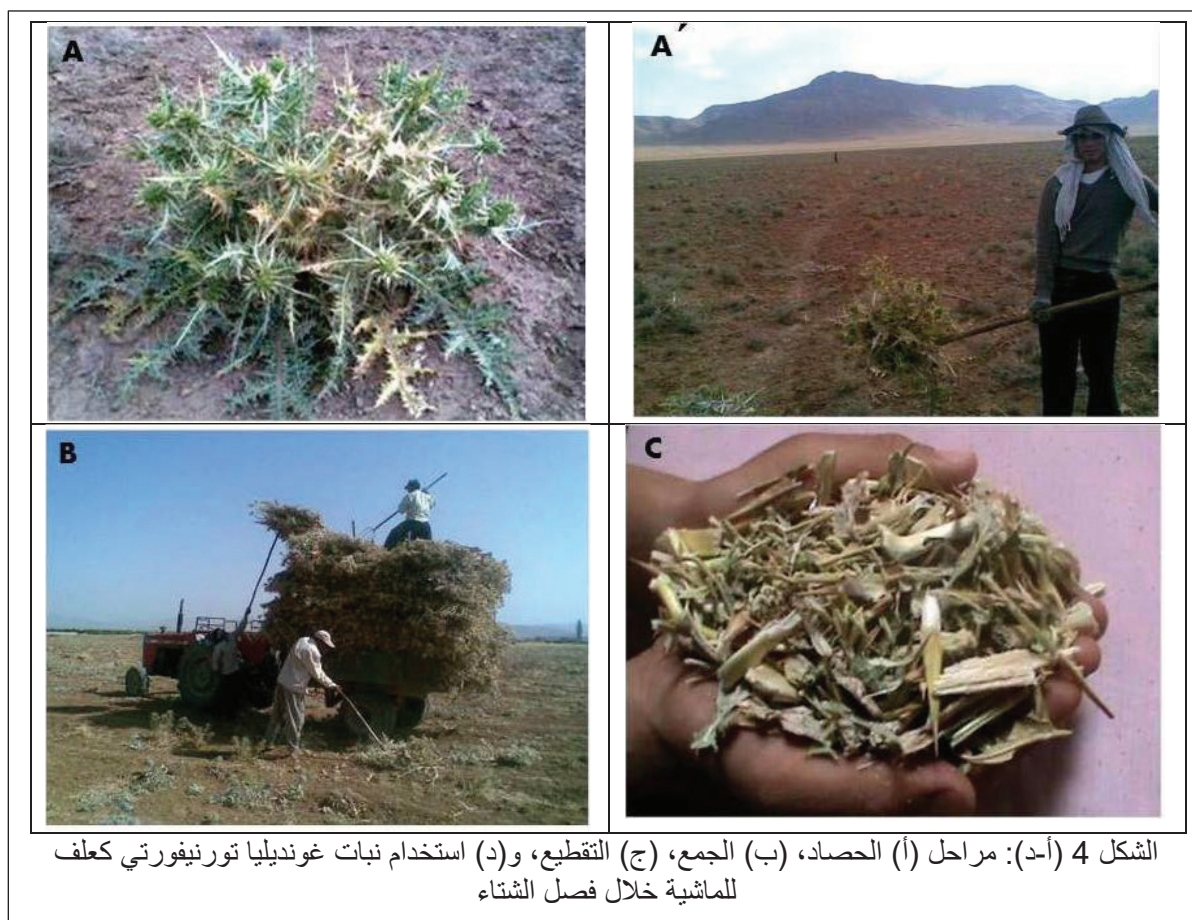 A
A´
B
C
الشكل 4 (أ-د): مراحل (أ) الحصاد، (ب) الجمع، (ج) التقطيع، و(د) استخدام نبات غونديليا تورنيفورتي كعلف
للماشية خلال فصل الشتاء